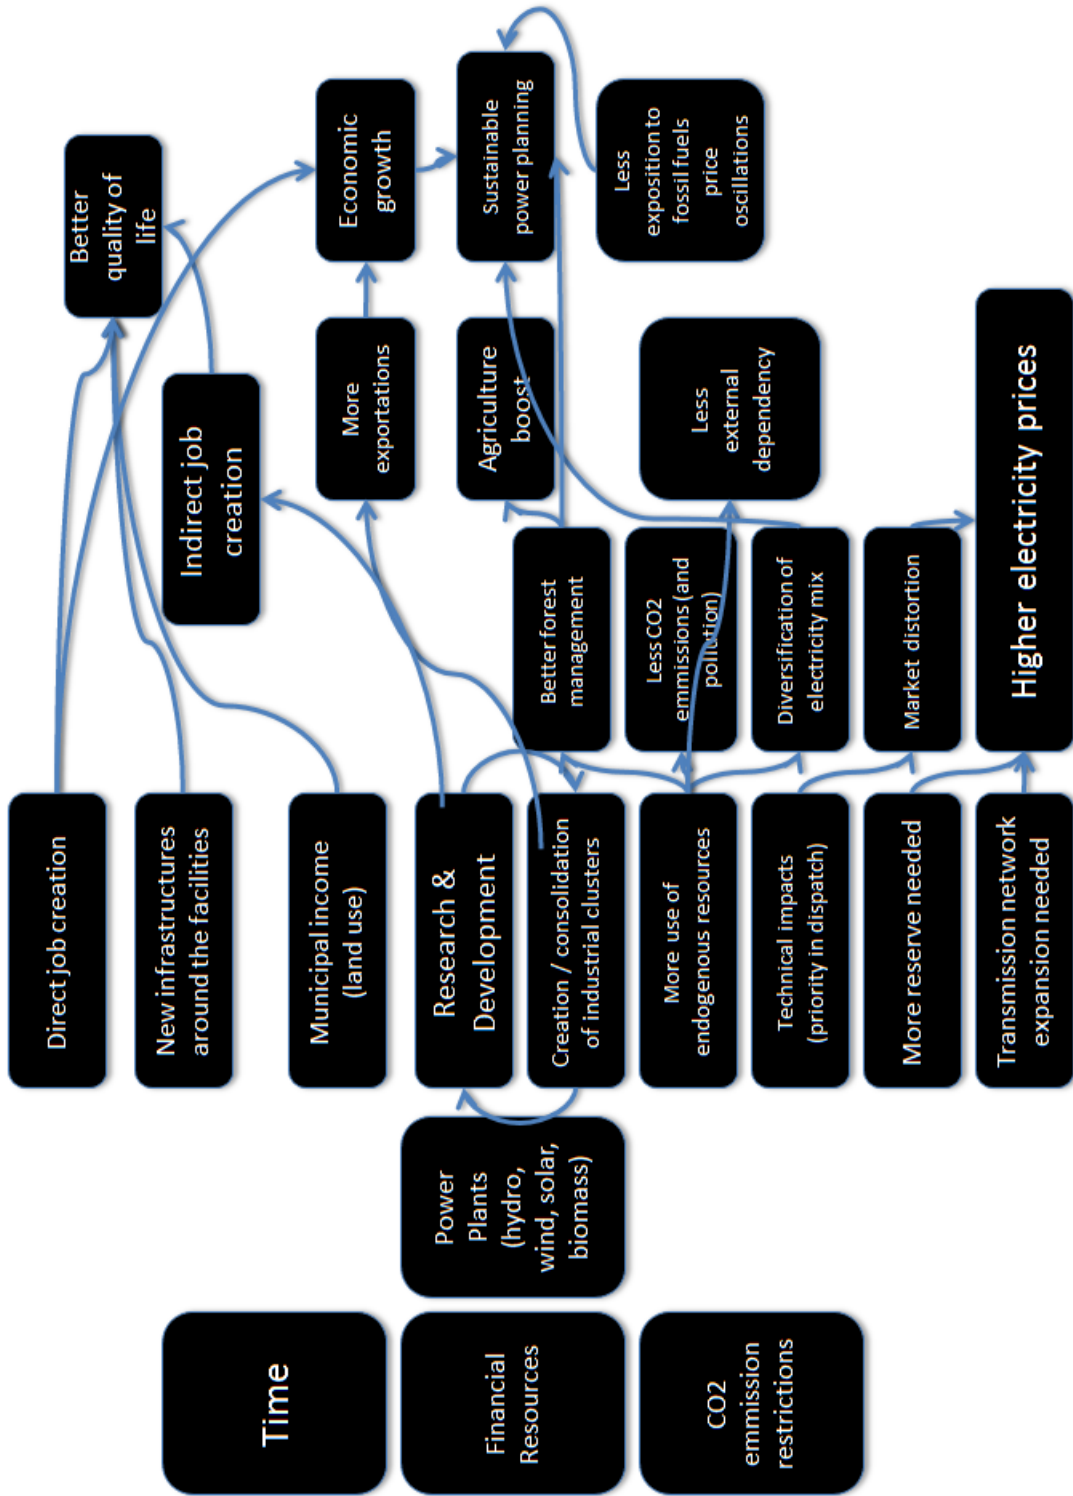 Time
Financial
Resources
CO2
emmission
restrictions
Power
Plants
(hydro,
wind, solar,
biomass)
Direct job creation
New infrastructures
around the facilities
Municipal income
(land use)
Research &
Development
Creation / consolidation
of industrial clusters
More use of
endogenous resources
Technical impacts
(priority in dispatch)
More reserve needed
Transmission network
expansion needed
Indirect job
creation
Better forest
management
Less CO2
emmissions (and
pollution)
Diversification of
electricity mix
Market distortion
Better
quality of
life
More
exportations
Agriculture
boost
Less
external
dependency
Higher electricity prices
Economic
growth
Sustainable
power planning
Less
exposition to
fossil fuels
price
oscillations